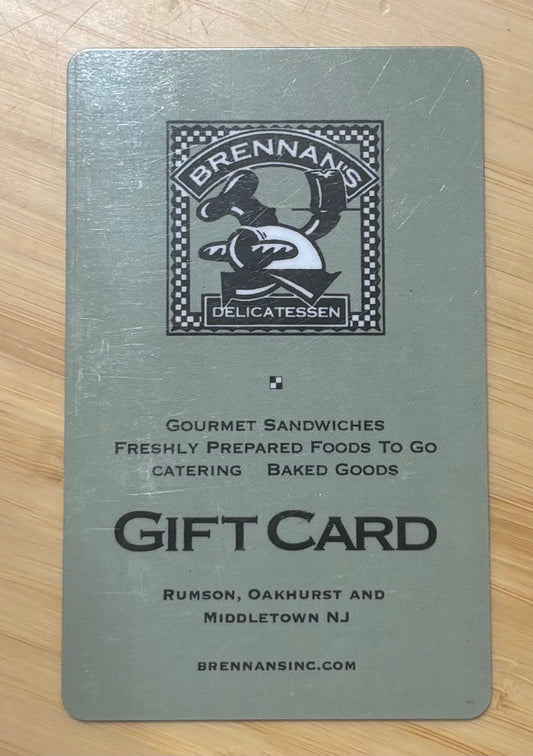 BRENNAN'S
DELICATESSEN
GOURMET SANDWICHES
FRESHLY PREPARED FOODS TO GO
CATERING BAKED GOODS
GIFT CARD
RUMSON, OAKHURST AND
MIDDLETOWN NJ
BRENNANSINC.COM